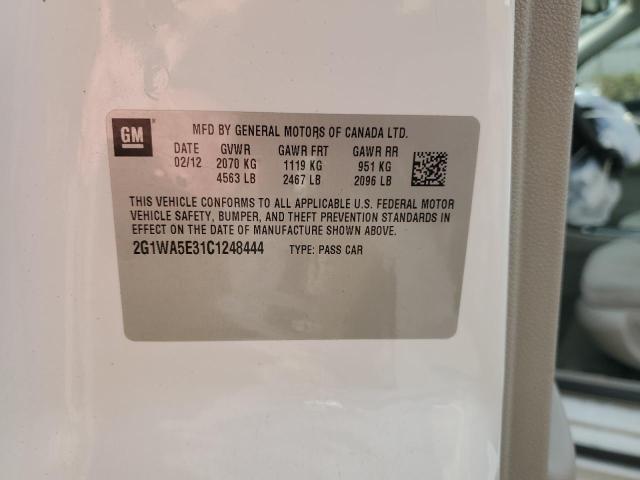 GM
MFD BY GENERAL MOTORS OF CANADA LTD.
DATE GVWR GAWR FRT GAWR RR
02/12 2070 KG 1119 KG 951 KG
4563 LB 2467 LB 2096 LB
THIS VEHICLE CONFORMS TO ALL APPLICABLE U.S. FEDERAL MOTOR
VEHICLE SAFETY, BUMPER, AND THEFT PREVENTION STANDARDS IN
EFFECT ON THE DATE OF MANUFACTURE SHOWN ABOVE.
2G1WA5E31C1248444 TYPE: PASS CAR